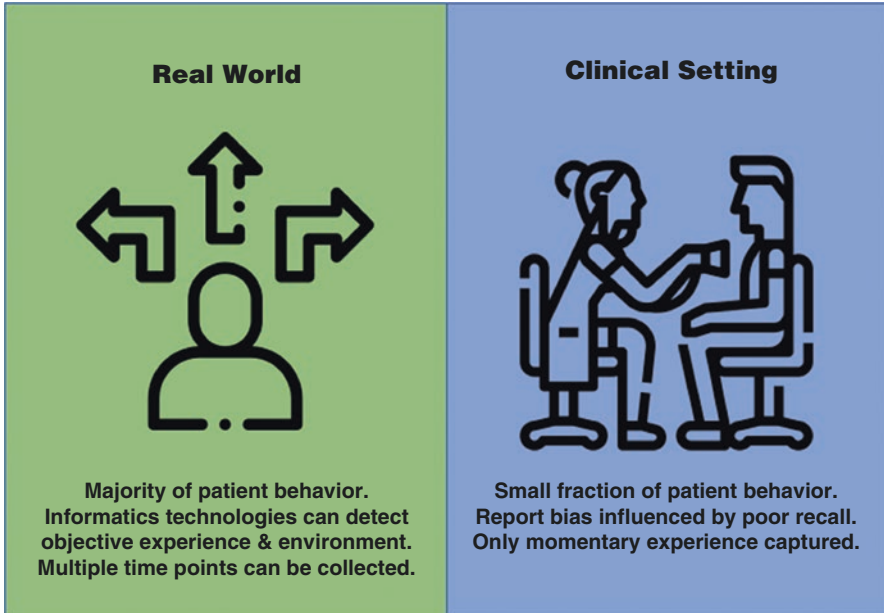 Real World
Majority of patient behavior.
Informatics technologies can detect
objective experience & environment.
Multiple time points can be collected.
Clinical Setting
Small fraction of patient behavior.
Report bias influenced by poor recall.
Only momentary experience captured.